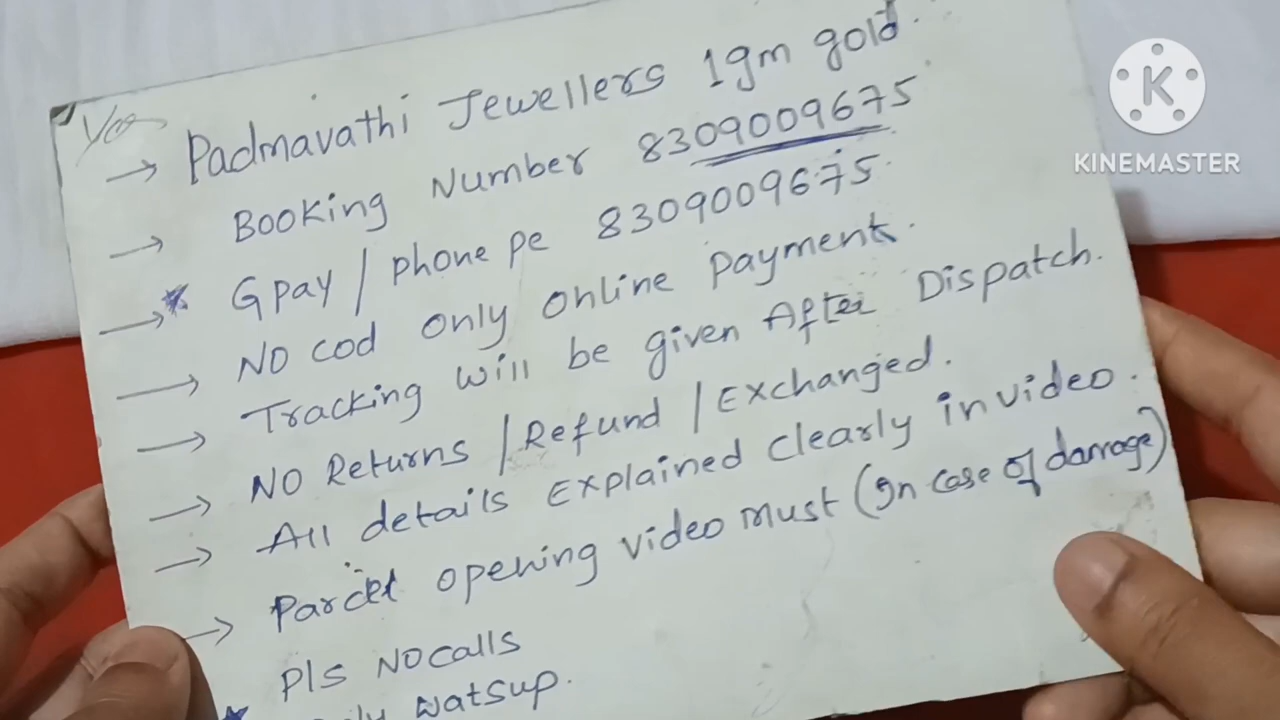 Padmavathi Jewellers 1gm gold.
Booking Number 8309009675
Gpay / phone pe 8309009675.
NO cod only online payment.
Tracking will be given After Dispatch.
NO Returns / Refund / Exchanged.
All details Explained clearly in video.
Parcel opening video must (In case of damage)
Pls NO calls
watsup.
KINEMASTER